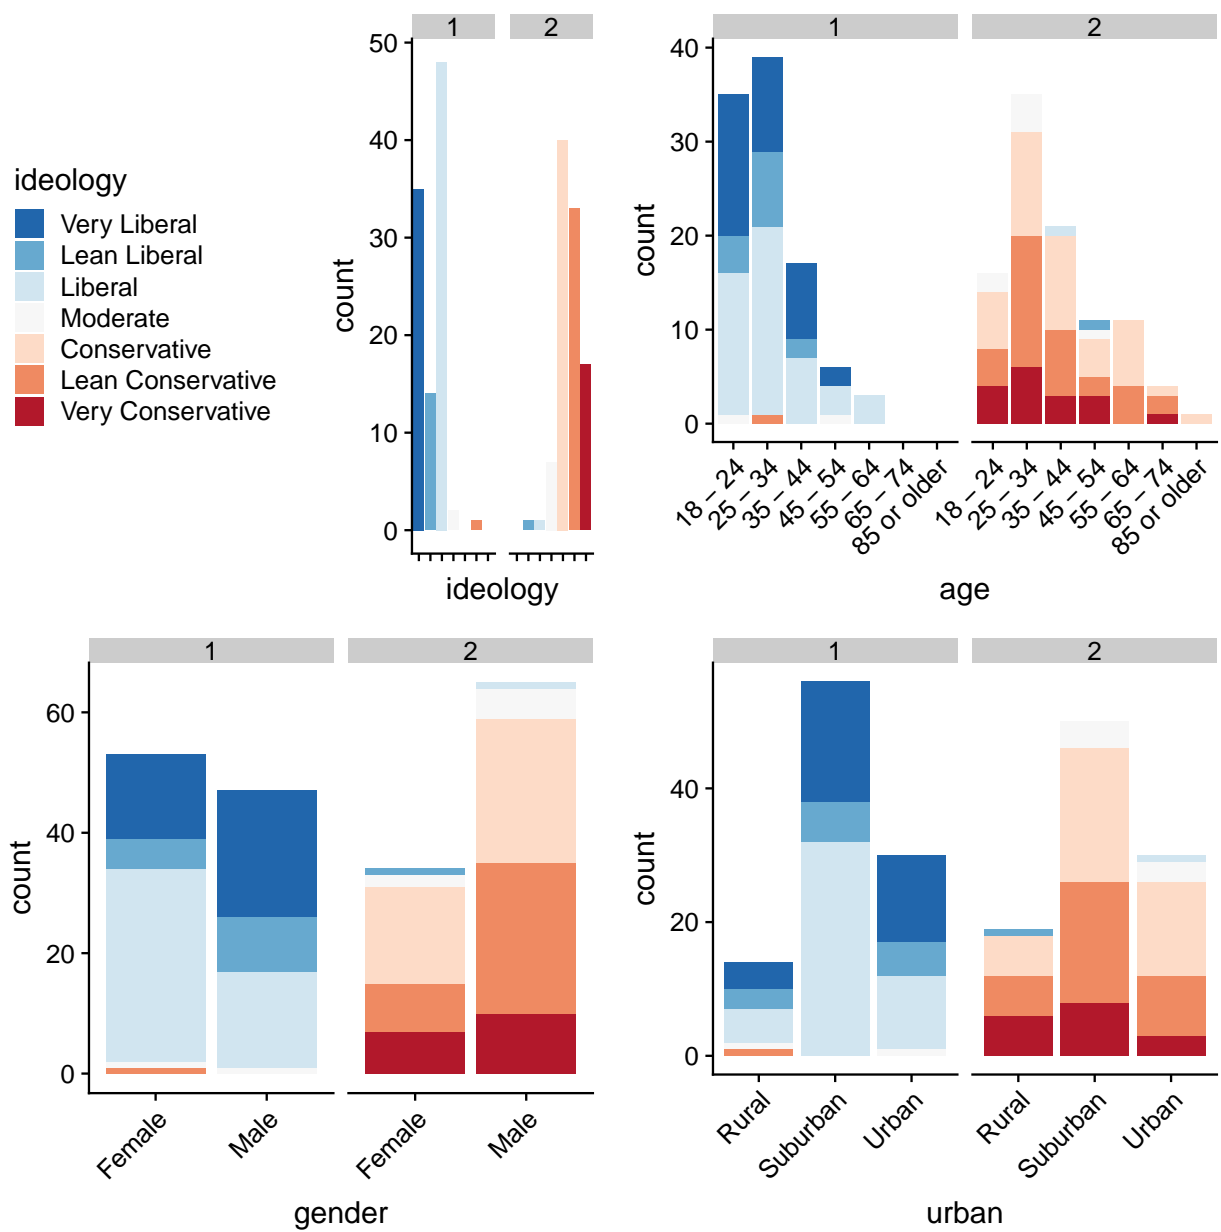 ideology
Very Liberal
Lean Liberal
Liberal
Moderate
Conservative
Lean Conservative
Very Conservative
1 2
50
40
30
20
10
0
count
ideology
1 2
40
30
20
10
0
count
18 – 24 25 – 34 35 – 44 45 – 54 55 – 64 65 – 74 85 or older 18 – 24 25 – 34 35 – 44 45 – 54 55 – 64 65 – 74 85 or older
age
1 2
60
40
20
0
count
Female Male Female Male
gender
1 2
40
20
0
count
Rural Suburban Urban Rural Suburban Urban
urban